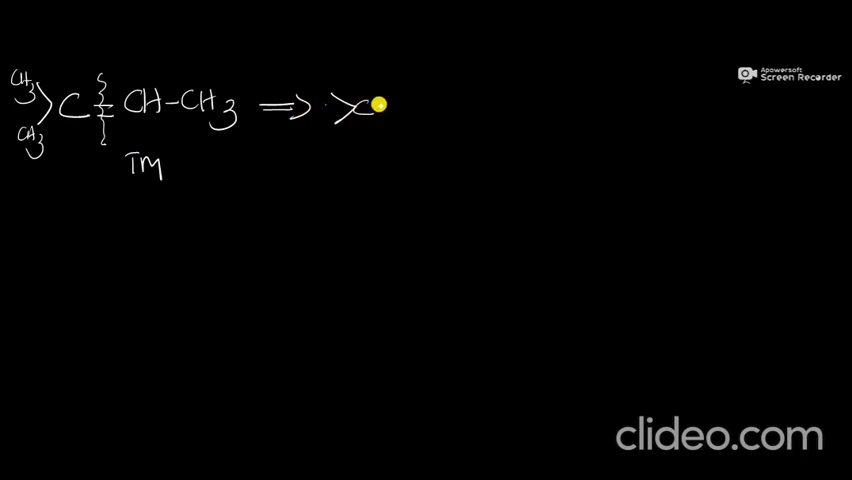 CH3
CH3 >C=CH-CH3 ⟹ >C
TM
Apowersoft
Screen Recorder
clideo.com